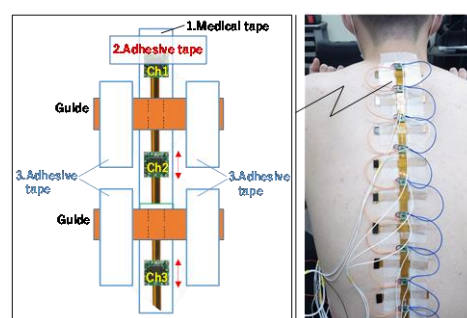 1.Medical tape
2.Adhesive tape
Ch1
Guide
3.Adhesive
tape
Ch2
3.Adhesive
tape
Guide
Ch3